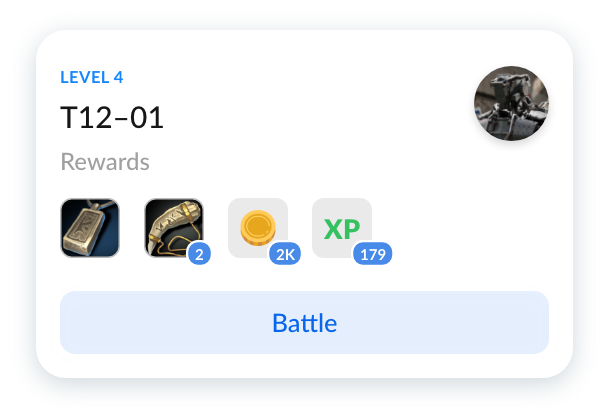 LEVEL 4
T12–01
Rewards
2
2K
XP
179
Battle